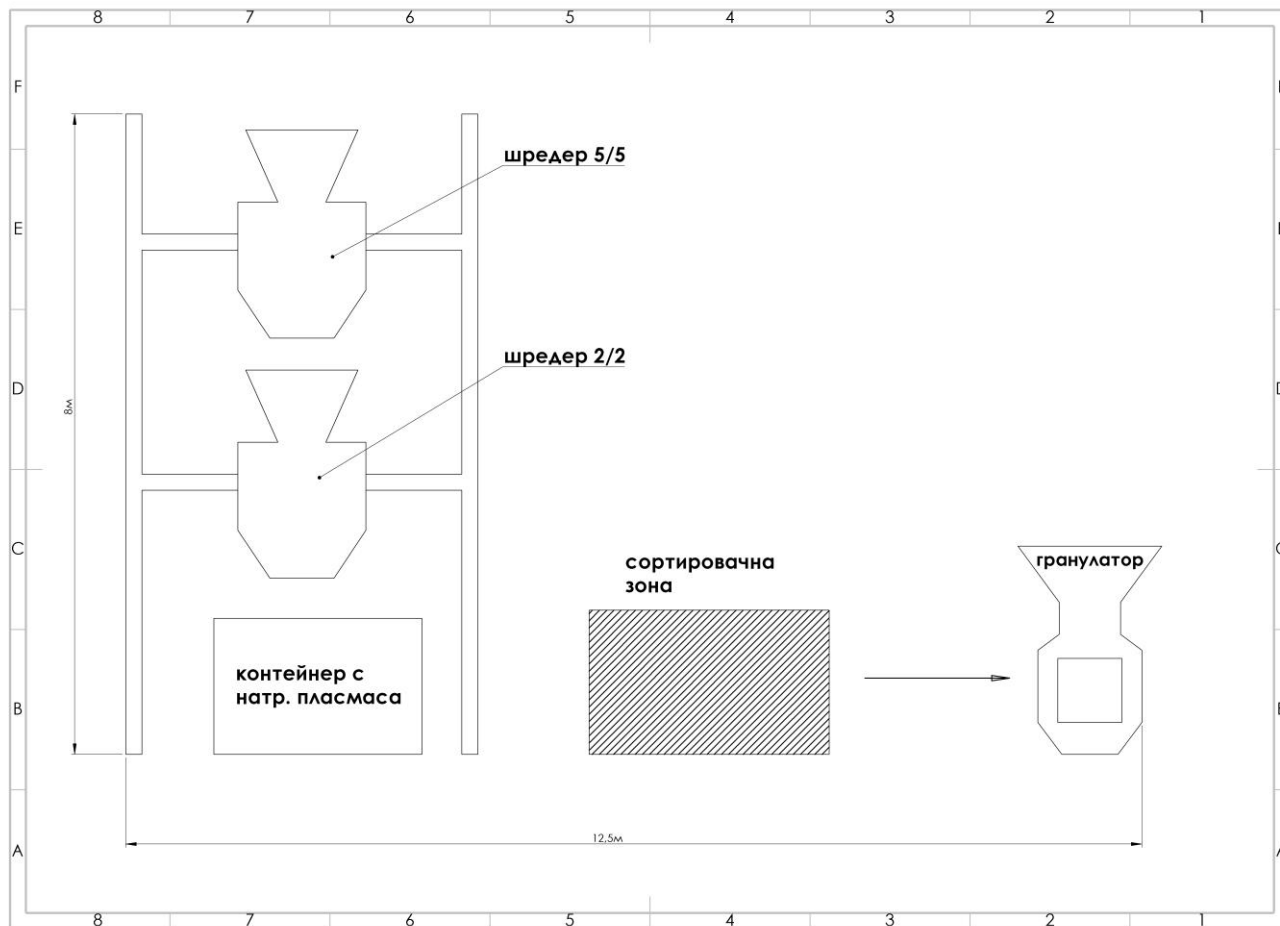 8 7 6 5 4 3 2 1
F
шредер 5/5
E
шредер 2/2
D
8м
C
сортировачна
зона
гранулатор
контейнер с
натр. пласмаса
B
12,5м
A
8 7 6 5 4 3 2 1